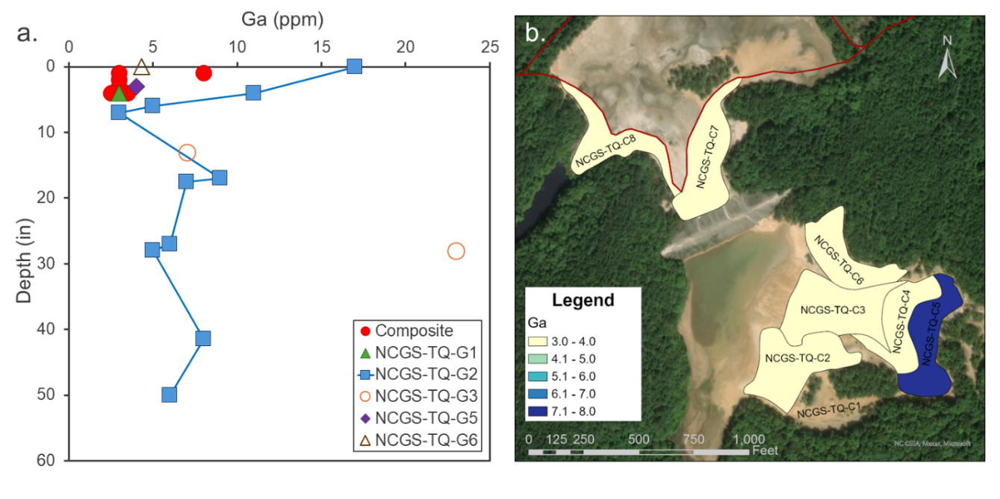 a.
Ga (ppm)
0 5 10 15 20 25
0
10
20
30
40
50
60
Depth (in)
Composite
NCGS-TQ-G1
NCGS-TQ-G2
NCGS-TQ-G3
NCGS-TQ-G5
NCGS-TQ-G6
b.
N
NCGS-TQ-C8
NCGS-TQ-C7
NCGS-TQ-C6
NCGS-TQ-C3
NCGS-TQ-C4
NCGS-TQ-C5
NCGS-TQ-C2
NCGS-TQ-C1
Legend
Ga
3.0 - 4.0
4.1 - 5.0
5.1 - 6.0
6.1 - 7.0
7.1 - 8.0
0 125 250 500 750 1,000
Feet
NC CGIA, Maxar, Microsoft